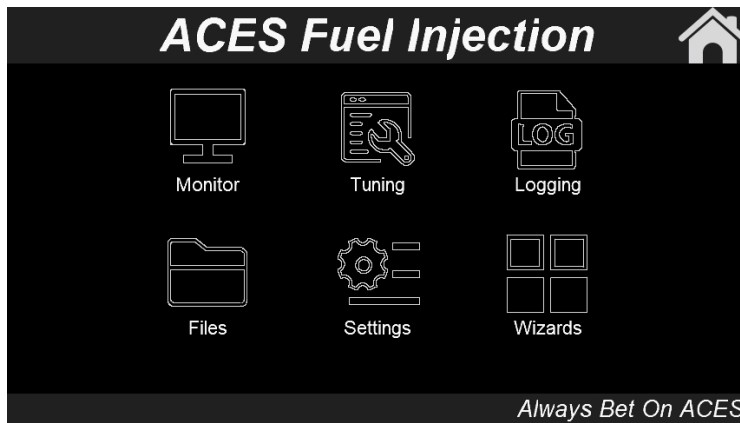 ACES Fuel Injection
LOG
Monitor Tuning Logging
Files Settings Wizards
Always Bet On ACES